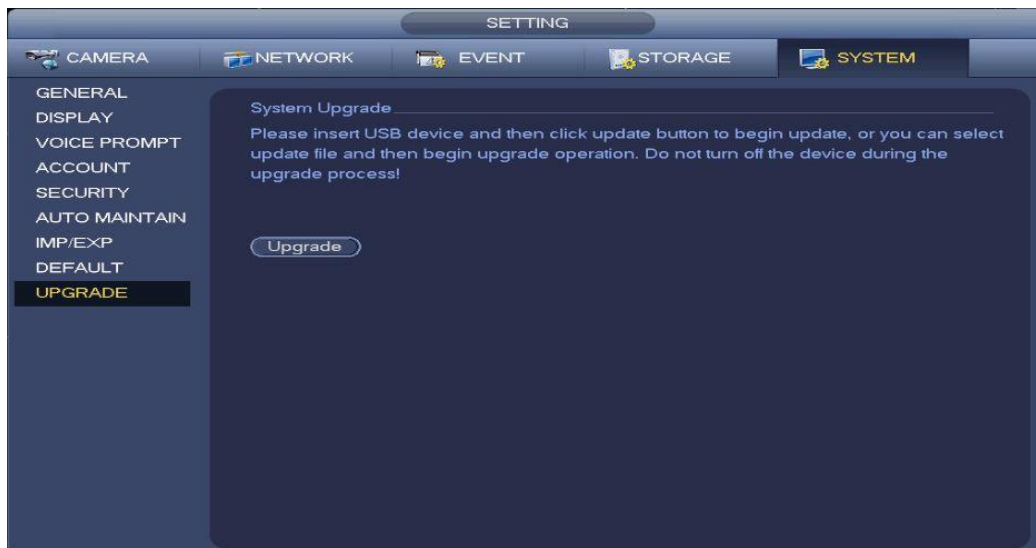 SETTING
CAMERA
NETWORK
EVENT
STORAGE
SYSTEM
GENERAL
DISPLAY
VOICE PROMPT
ACCOUNT
SECURITY
AUTO MAINTAIN
IMP/EXP
DEFAULT
UPGRADE
System Upgrade
Please insert USB device and then click update button to begin update, or you can select
update file and then begin upgrade operation. Do not turn off the device during the
upgrade process!
Upgrade